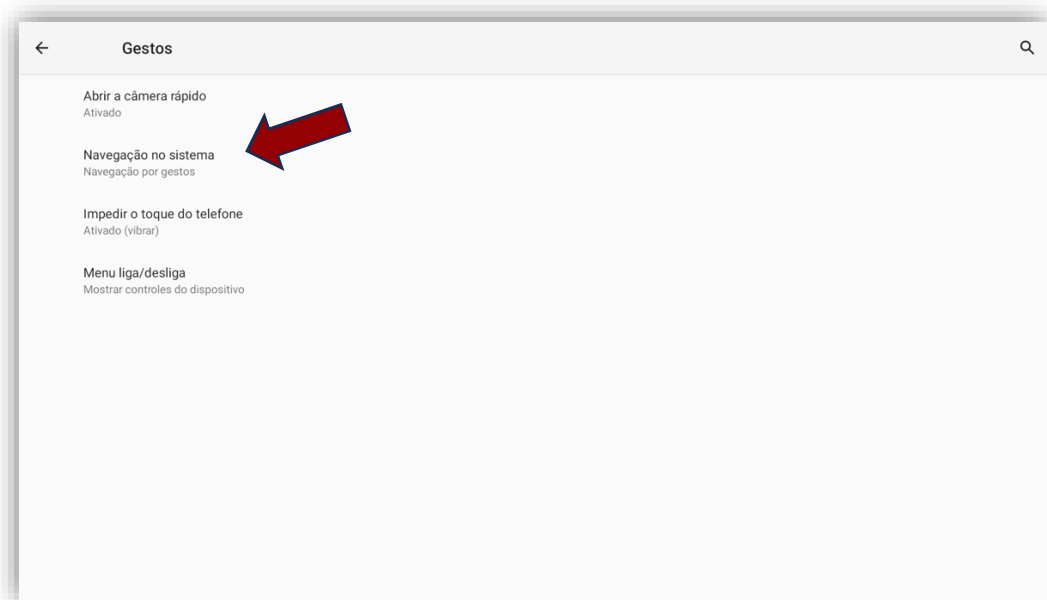 Gestos
Abrir a câmera rápido
Ativado
Navegação no sistema
Navegação por gestos
Impedir o toque do telefone
Ativado (vibrar)
Menu liga/desliga
Mostrar controles do dispositivo